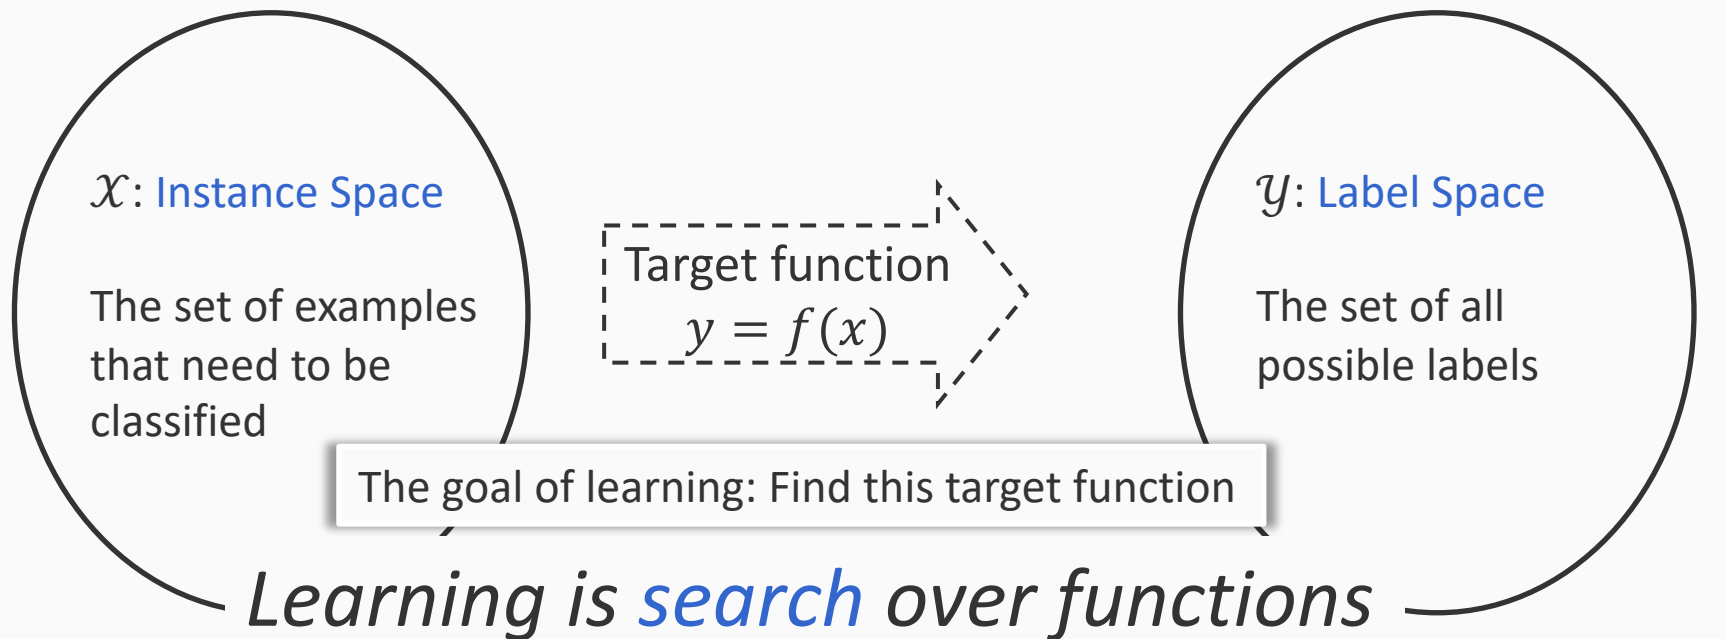 𝒳: Instance Space
The set of examples
that need to be
classified
Target function
𝑦 = 𝑓(𝑥)
𝒴: Label Space
The set of all
possible labels
The goal of learning: Find this target function
Learning is search over functions